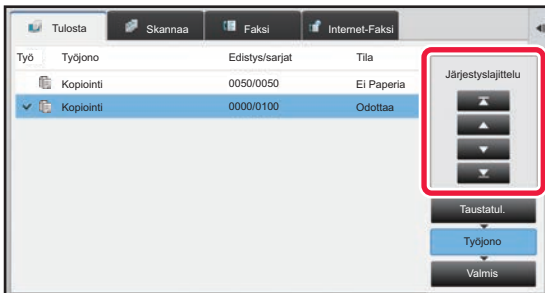 Tulosta Skannaa Faksi Internet-Faksi
Työ Työjono Edistys/sarjat Tila
Kopiointi 0050/0050 Ei Paperia
Kopiointi 0000/0100 Odottaa
Järjestyslajittelu
Taustatul.
Työjono
Valmis